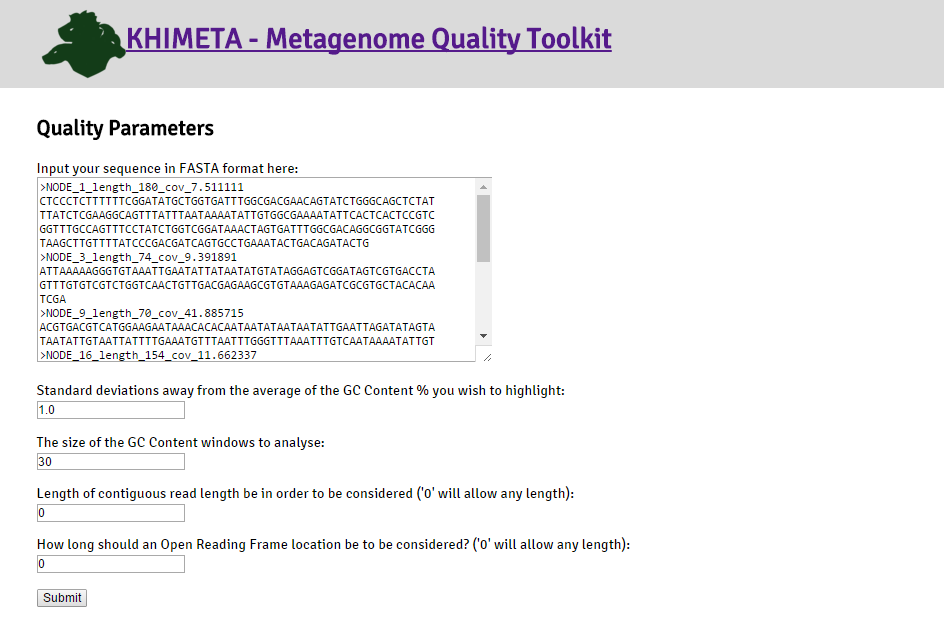 KHIMETA - Metagenome Quality Toolkit
Quality Parameters
Input your sequence in FASTA format here:
>NODE_1_length_180_cov_7.511111
CTCCCTCTTTTTTCGGATATGCTGGTGATTTGGCGACGAACAGTATCTGGGCAGCTCTAT
TTATCTCGAAGGCAGTTTATTTAATAAAATATTGTGGCGAAAATATTCACTCACTCCGTC
GGTTTGCCAGTTTCCTATCTGGTCGGATAAACTAGTGATTTGGCGACAGGCGGTATCGGG
TAAGCTTGTTTTATCCCGACGATCAGTGCCTGAAATACTGACAGATACTG
>NODE_3_length_74_cov_9.391891
ATTAAAAAGGGTGTAAATTGAATATTATAATATGTATAGGAGTCGGATAGTCGTGACCTA
GTTTGTGTCGTCTGGTCAACTGTTGACGAGAAGCGTGTAAAGAGATCGCGTGCTACACAA
TCGA
>NODE_9_length_70_cov_41.885715
ACGTGACGTCATGGAAGAATAAACACACAATAATATAATAATATTGAATTAGATATAGTA
TAATATTGTAATTATTTTGAAATGTTTAATTTGGGTTTAAATTTGTCAATAAAATATTGT
>NODE_16_length_154_cov_11.662337
Standard deviations away from the average of the GC Content % you wish to highlight:
1.0
The size of the GC Content windows to analyse:
30
Length of contiguous read length be in order to be considered ('0' will allow any length):
0
How long should an Open Reading Frame location be to be considered? ('0' will allow any length):
0
Submit